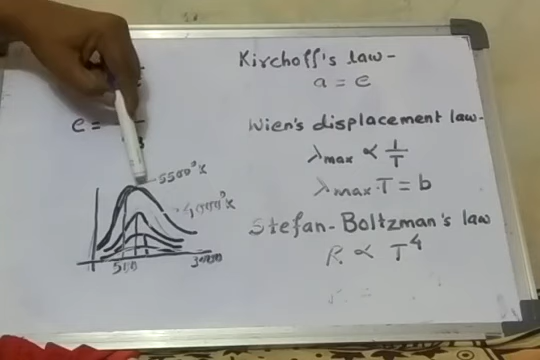 e =
5500°K
4000°K
500
3000
Kirchoff's law-
a = e
Wien's displacement law-
λmax ∝ 1/T
λmax.T = b
Stefan-Boltzman's law
R ∝ T⁴